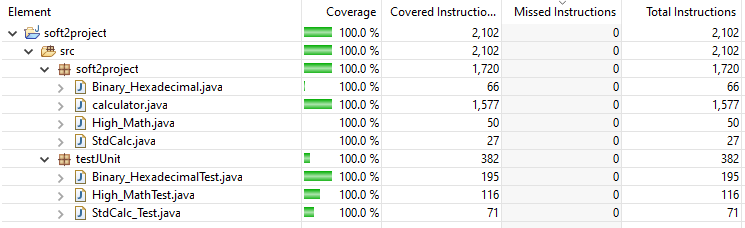 Element Coverage Covered Instructio... Missed Instructions Total Instructions
soft2project 100.0 % 2,102 0 2,102
src 100.0 % 2,102 0 2,102
soft2project 100.0 % 1,720 0 1,720
Binary_Hexadecimal.java 100.0 % 66 0 66
calculator.java 100.0 % 1,577 0 1,577
High_Math.java 100.0 % 50 0 50
StdCalc.java 100.0 % 27 0 27
testJUnit 100.0 % 382 0 382
Binary_HexadecimalTest.java 100.0 % 195 0 195
High_MathTest.java 100.0 % 116 0 116
StdCalc_Test.java 100.0 % 71 0 71